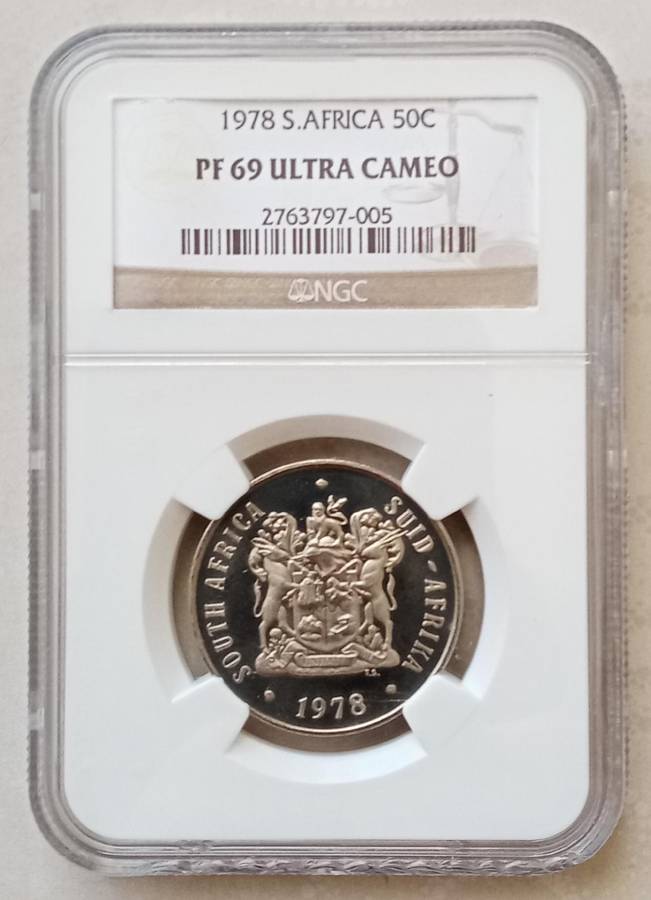 1978 S.AFRICA 50C
PF 69 ULTRA CAMEO
2763797-005
NGC
SOUTH AFRICA
SUID-AFRIKA
T.S.
• 1978 •